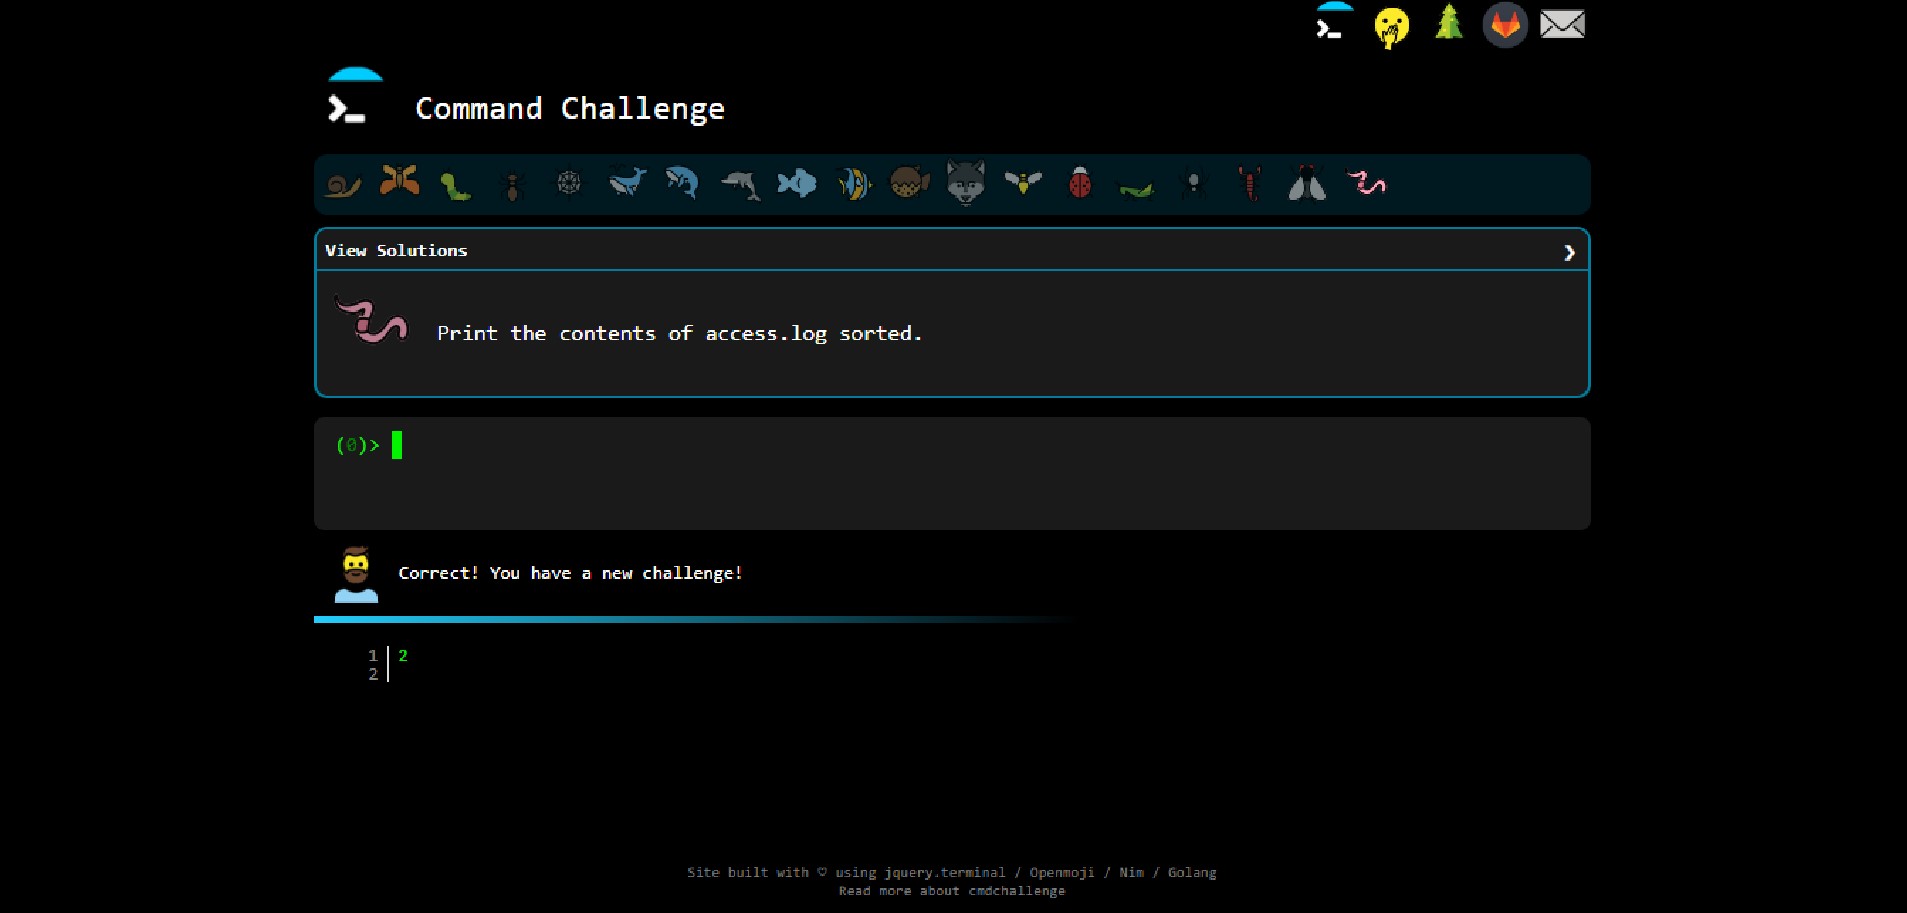 Command Challenge
View Solutions
Print the contents of access.log sorted.
(0)>
Correct! You have a new challenge!
1 2
2
Site built with ♡ using jquery.terminal / Openmoji / Nim / Golang
Read more about cmdchallenge